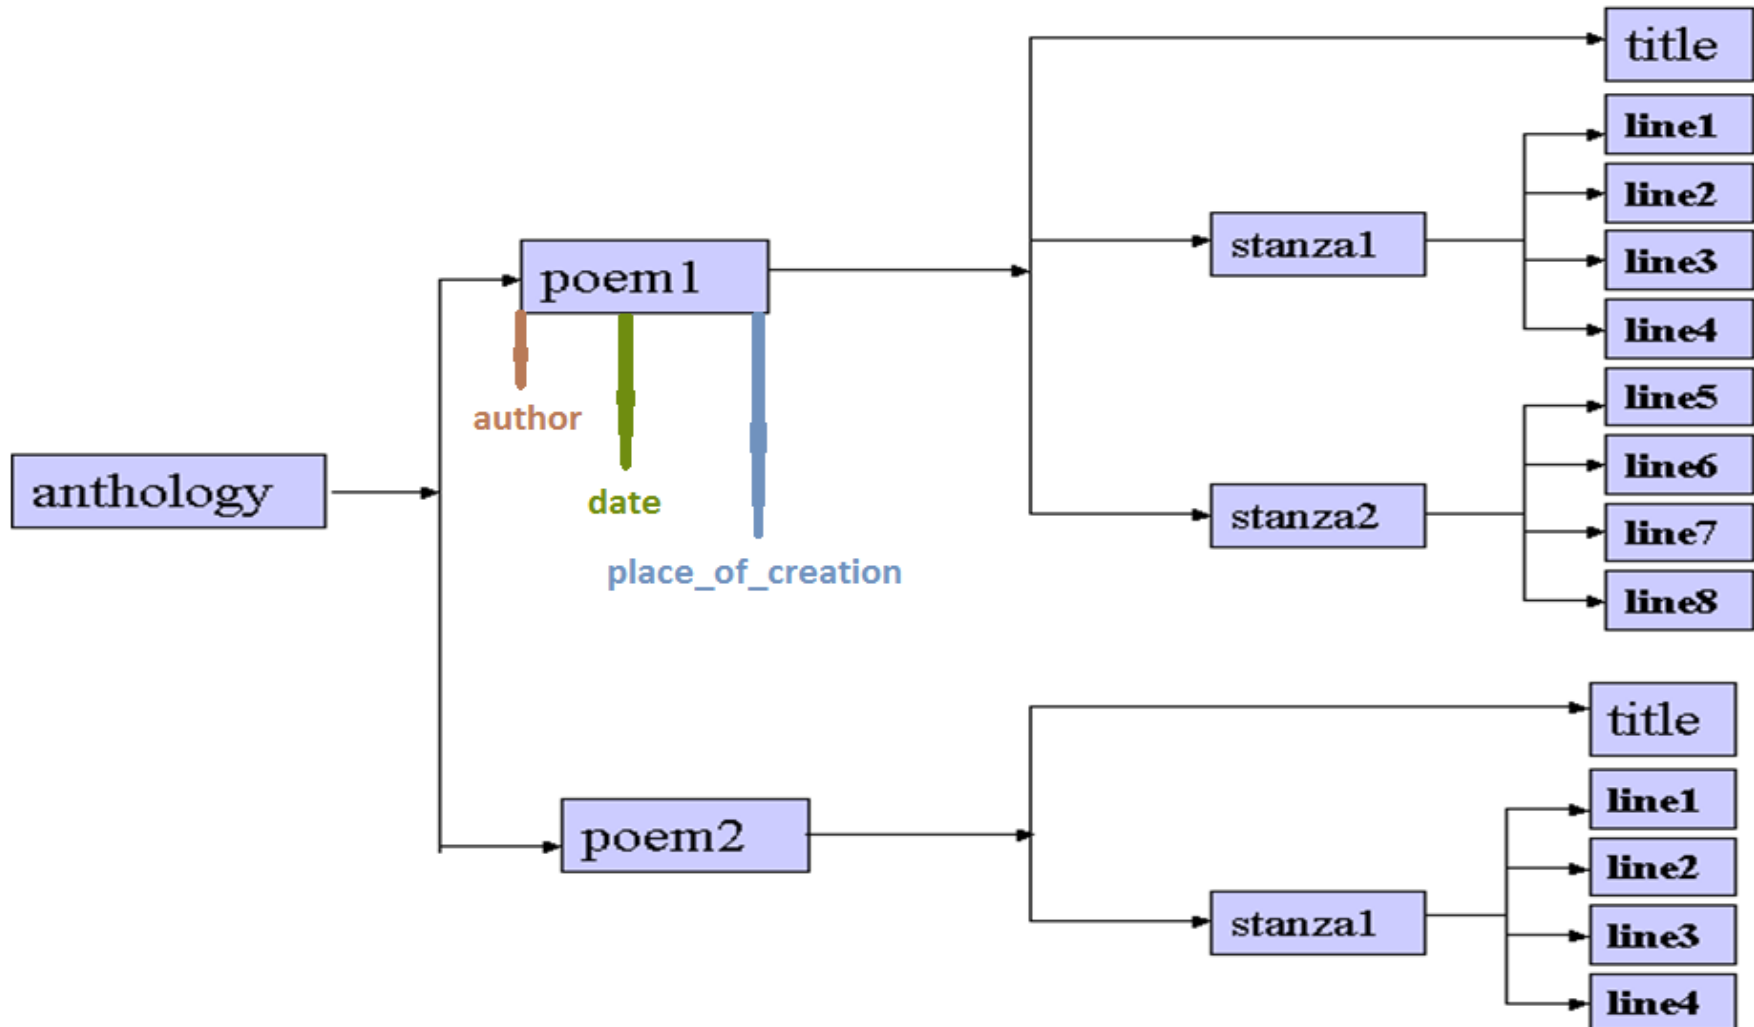 title
line1
line2
stanza1
line3
poem1
line4
line5
author
line6
anthology
date
stanza2
line7
place_of_creation
line8
title
line1
poem2
line2
stanza1
line3
line4